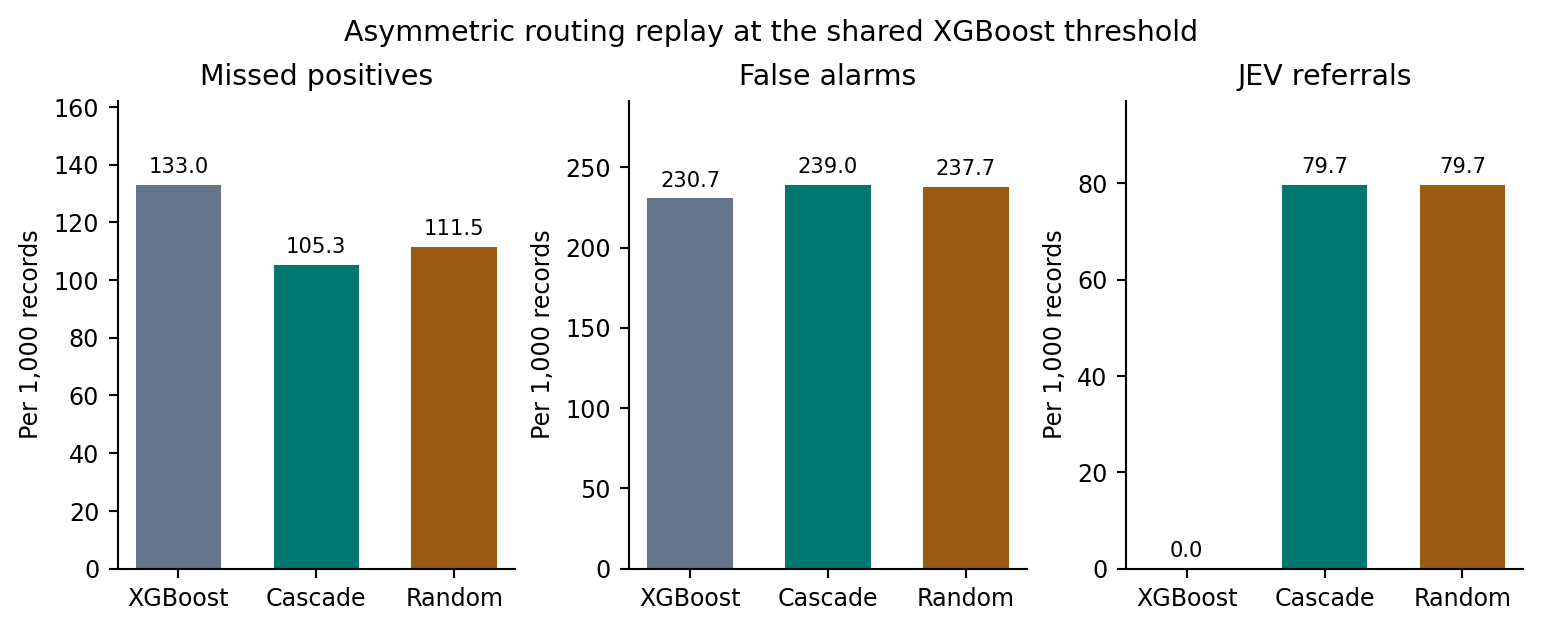 Asymmetric routing replay at the shared XGBoost threshold
Missed positives
Per 1,000 records
160
140
120
100
80
60
40
20
0
133.0
105.3
111.5
XGBoost Cascade Random
False alarms
Per 1,000 records
250
200
150
100
50
0
230.7
239.0
237.7
XGBoost Cascade Random
JEV referrals
Per 1,000 records
80
60
40
20
0
0.0
79.7
79.7
XGBoost Cascade Random